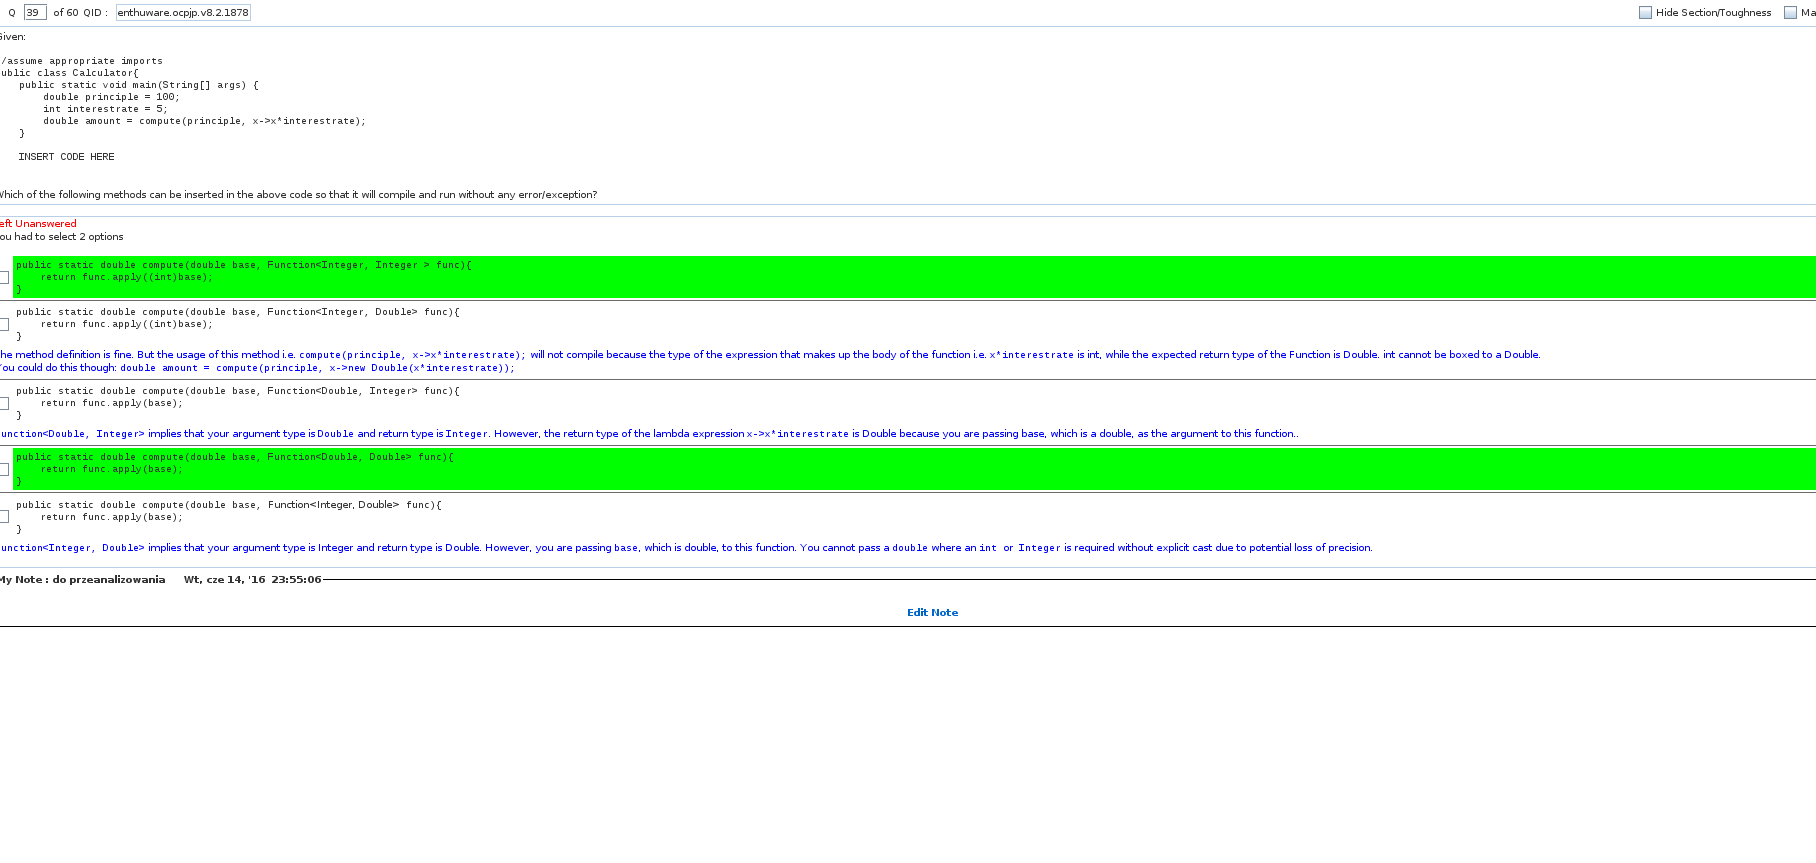 Q 39 of 60 QID : enthuware.ocpjp.v8.2.1878 Hide Section/Toughness Ma
Given:
/assume appropriate imports
ublic class Calculator{
public static void main(String[] args) {
double principle = 100;
int interestrate = 5;
double amount = compute(principle, x->x*interestrate);
}
INSERT CODE HERE
Which of the following methods can be inserted in the above code so that it will compile and run without any error/exception?
eft Unanswered
ou had to select 2 options
public static double compute(double base, Function<Integer, Integer > func){
return func.apply((int)base);
}
public static double compute(double base, Function<Integer, Double> func){
return func.apply((int)base);
}
he method definition is fine. But the usage of this method i.e. compute(principle, x->x*interestrate); will not compile because the type of the expression that makes up the body of the function i.e. x*interestrate is int, while the expected return type of the Function is Double. int cannot be boxed to a Double.
You could do this though: double amount = compute(principle, x->new Double(x*interestrate));
public static double compute(double base, Function<Double, Integer> func){
return func.apply(base);
}
unction<Double, Integer> implies that your argument type is Double and return type is Integer. However, the return type of the lambda expression x->x*interestrate is Double because you are passing base, which is a double, as the argument to this function..
public static double compute(double base, Function<Double, Double> func){
return func.apply(base);
}
public static double compute(double base, Function<Integer, Double> func){
return func.apply(base);
}
unction<Integer, Double> implies that your argument type is Integer and return type is Double. However, you are passing base, which is double, to this function. You cannot pass a double where an int or Integer is required without explicit cast due to potential loss of precision.
My Note : do przeanalizowania Wt, cze 14, '16 23:55:06
Edit Note